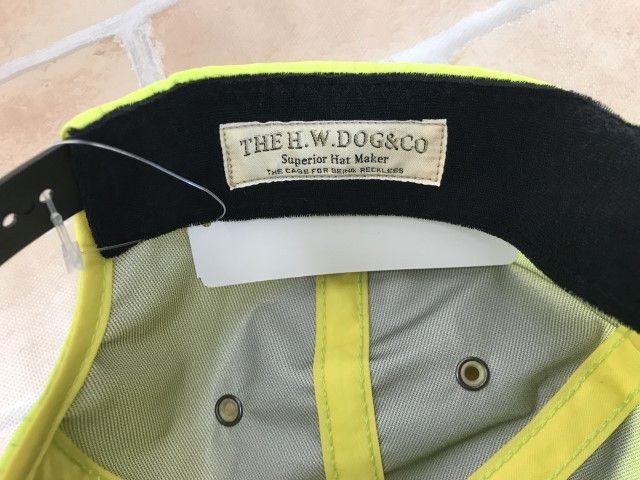 THE H.W.DOG&CO
Superior Hat Maker
THE CASE FOR BEING RECKLESS